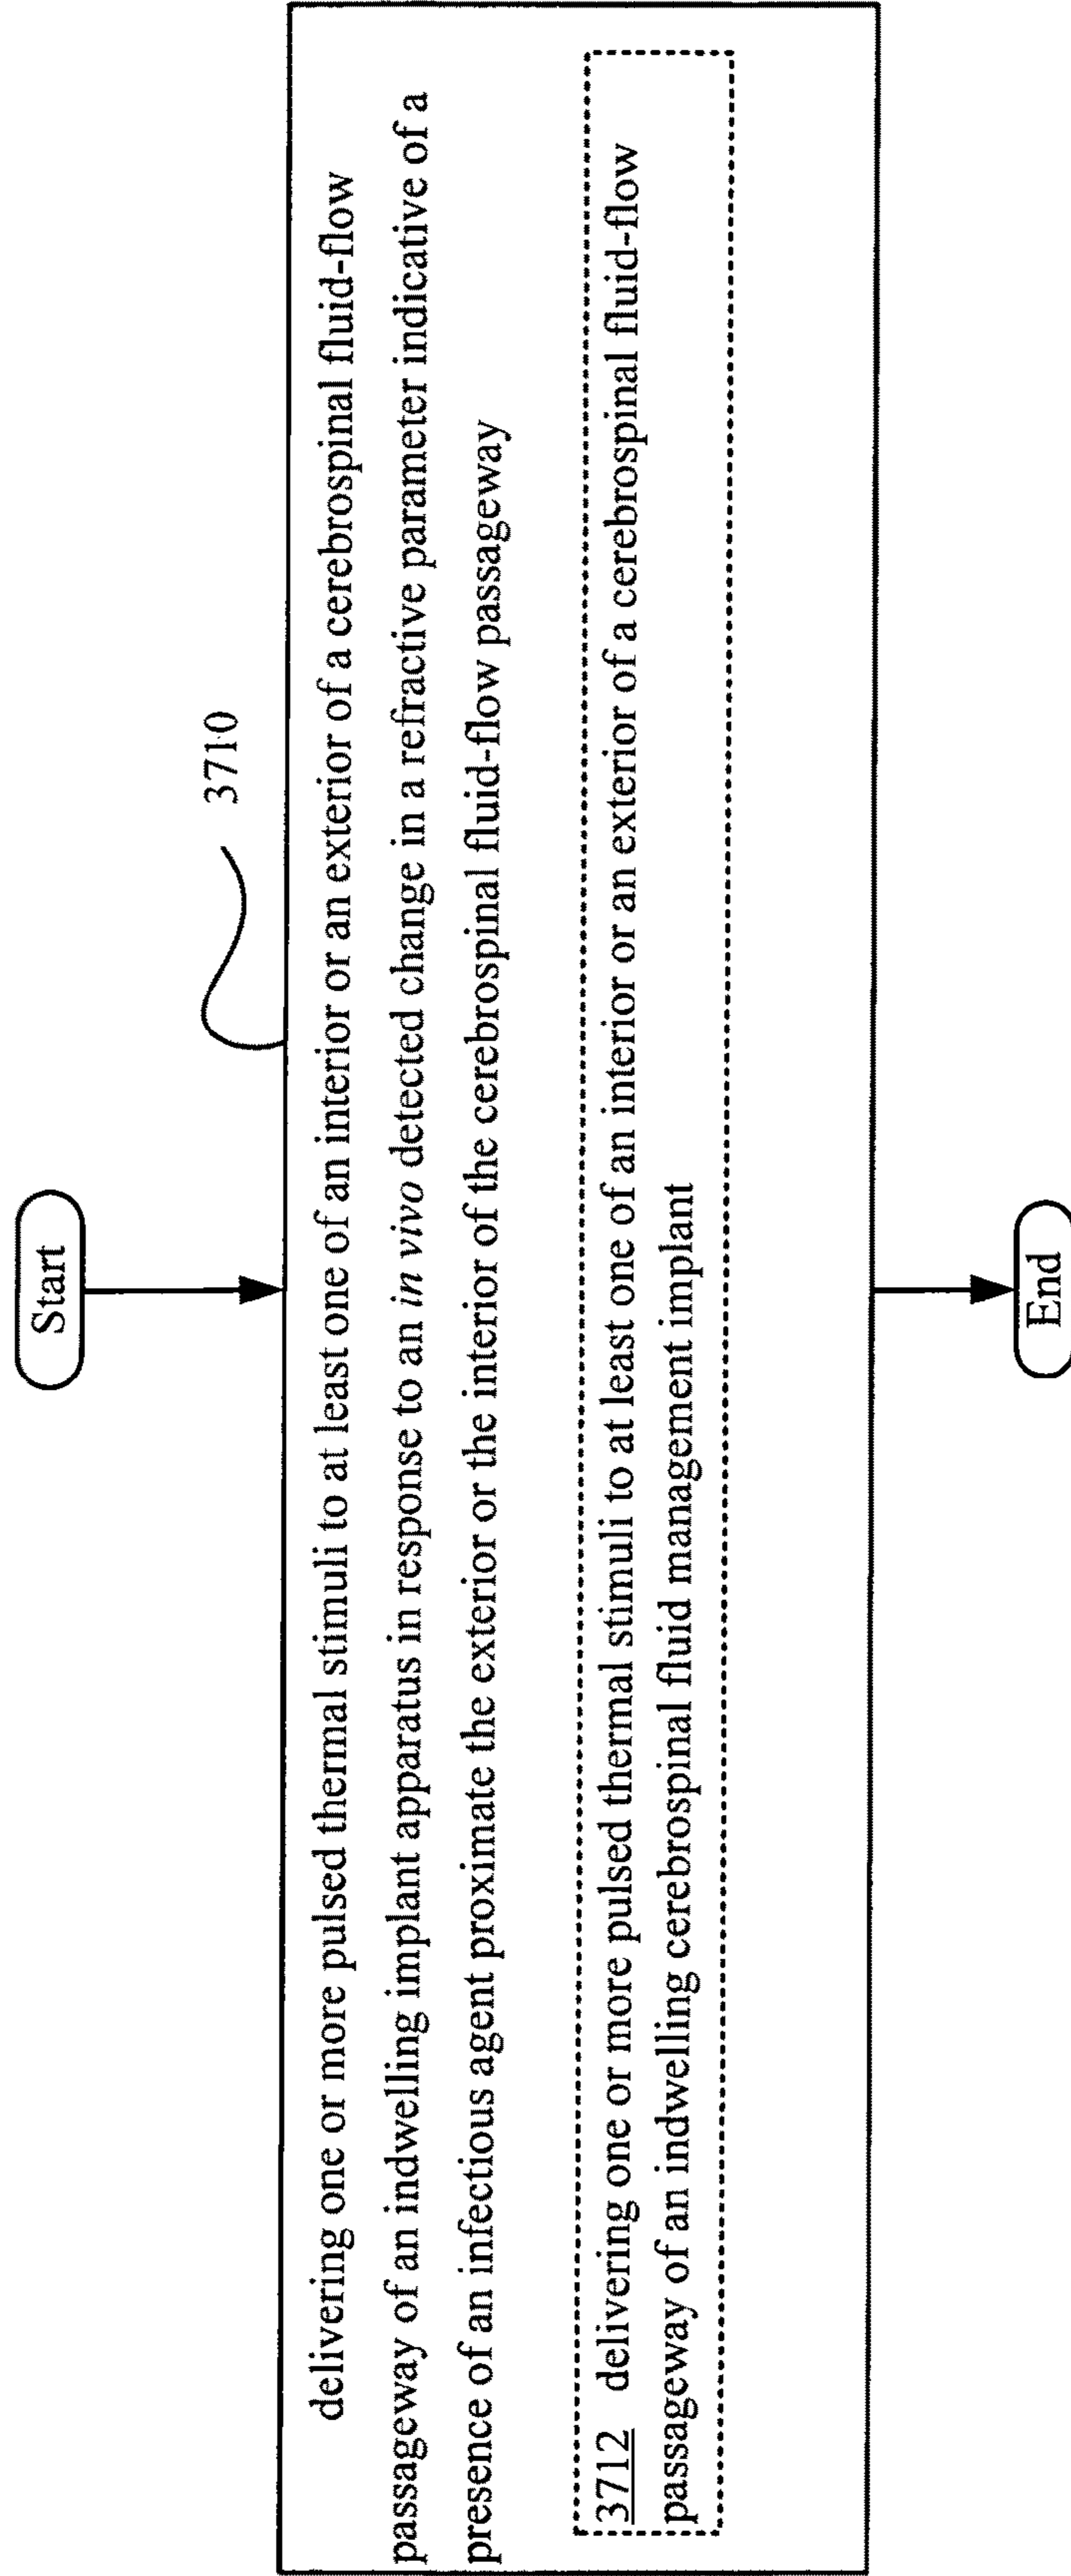 Start
3710
delivering one or more pulsed thermal stimuli to at least one of an interior or an exterior of a cerebrospinal fluid-flow
passageway of an indwelling implant apparatus in response to an in vivo detected change in a refractive parameter indicative of a
presence of an infectious agent proximate the exterior or the interior of the cerebrospinal fluid-flow passageway
3712 delivering one or more pulsed thermal stimuli to at least one of an interior or an exterior of a cerebrospinal fluid-flow
passageway of an indwelling cerebrospinal fluid management implant
End